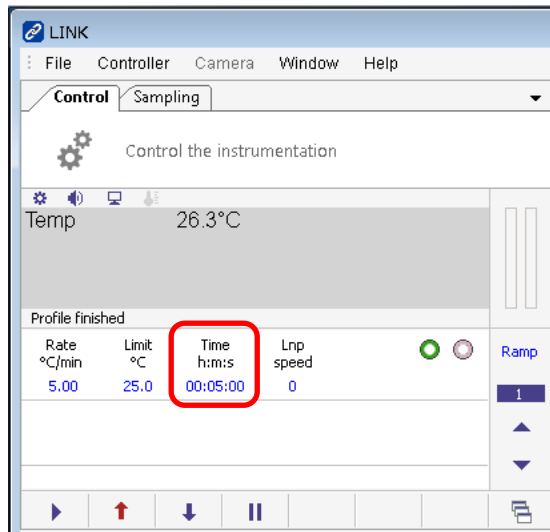 LINK
File Controller Camera Window Help
Control Sampling
Control the instrumentation
Temp 26.3°C
Profile finished
Rate Limit Time Lnp
°C/min °C h:m:s speed Ramp
5.00 25.0 00:05:00 0
1